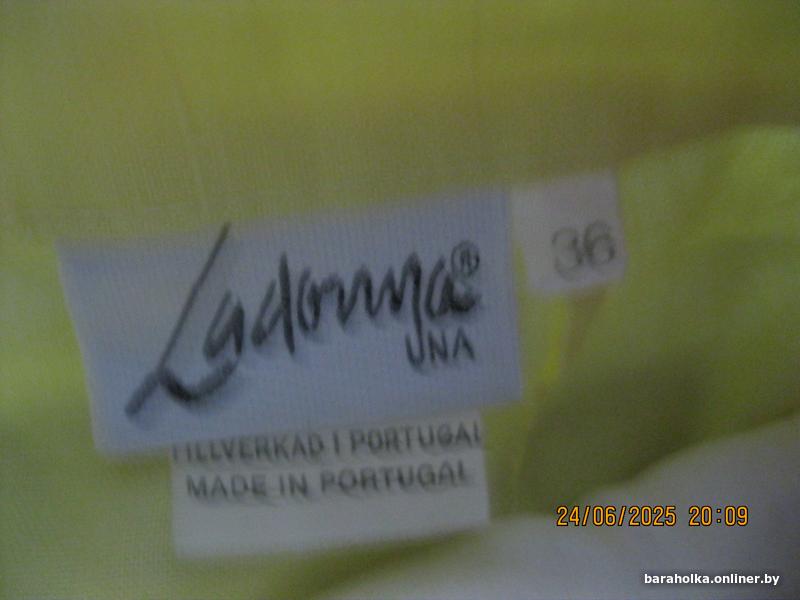 Ladonna®
UNA
36
TILLVERKAD I PORTUGAL
MADE IN PORTUGAL
24/06/2025 20:09
baraholka.onliner.by